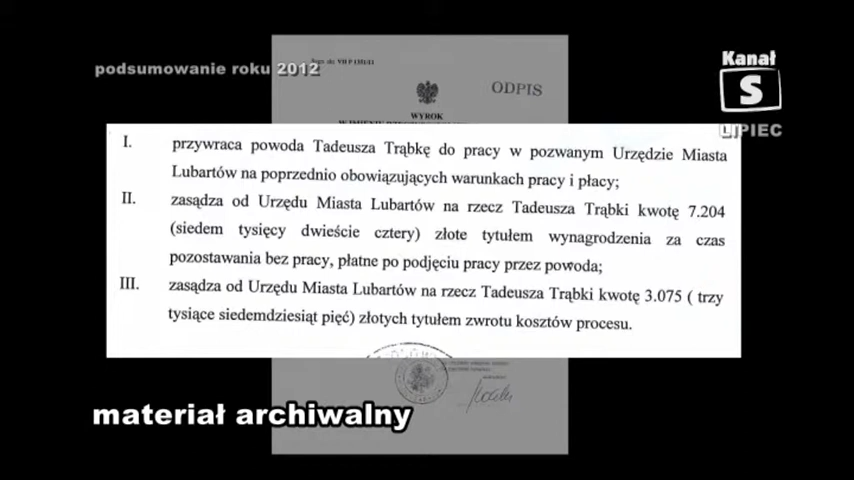 podsumowanie roku 2012
Kanał
S
LIPIEC
ODPIS
WYROK
I. przywraca powoda Tadeusza Trąbkę do pracy w pozwanym Urzędzie Miasta
Lubartów na poprzednio obowiązujących warunkach pracy i płacy;
II. zasądza od Urzędu Miasta Lubartów na rzecz Tadeusza Trąbki kwotę 7.204
(siedem tysięcy dwieście cztery) złote tytułem wynagrodzenia za czas
pozostawania bez pracy, płatne po podjęciu pracy przez powoda;
III. zasądza od Urzędu Miasta Lubartów na rzecz Tadeusza Trąbki kwotę 3.075 ( trzy
tysiące siedemdziesiąt pięć) złotych tytułem zwrotu kosztów procesu.
materiał archiwalny